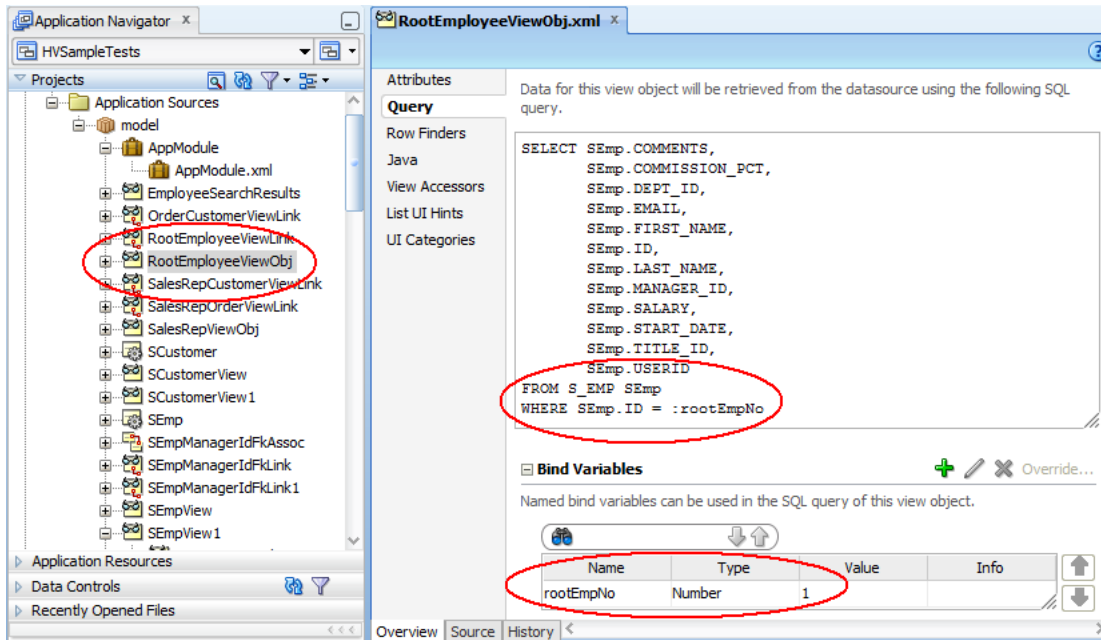 Application Navigator x
HVSampleTests
Projects
Application Sources
model
AppModule
AppModule.xml
EmployeeSearchResults
OrderCustomerViewLink
RootEmployeeViewLink
RootEmployeeViewObj
SalesRepCustomerViewLink
SalesRepOrderViewLink
SalesRepViewObj
SCustomer
SCustomerView
SCustomerView1
SEmp
SEmpManagerIdFkAssoc
SEmpManagerIdFkLink
SEmpManagerIdFkLink1
SEmpView
SEmpView1
Application Resources
Data Controls
Recently Opened Files
RootEmployeeViewObj.xml x
Attributes
Query
Row Finders
Java
View Accessors
List UI Hints
UI Categories
Data for this view object will be retrieved from the datasource using the following SQL
query.
SELECT SEmp.COMMENTS,
SEmp.COMMISSION_PCT,
SEmp.DEPT_ID,
SEmp.EMAIL,
SEmp.FIRST_NAME,
SEmp.ID,
SEmp.LAST_NAME,
SEmp.MANAGER_ID,
SEmp.SALARY,
SEmp.START_DATE,
SEmp.TITLE_ID,
SEmp.USERID
FROM S_EMP SEmp
WHERE SEmp.ID = :rootEmpNo
Bind Variables Override...
Named bind variables can be used in the SQL query of this view object.
Name Type Value Info
rootEmpNo Number 1
Overview Source History